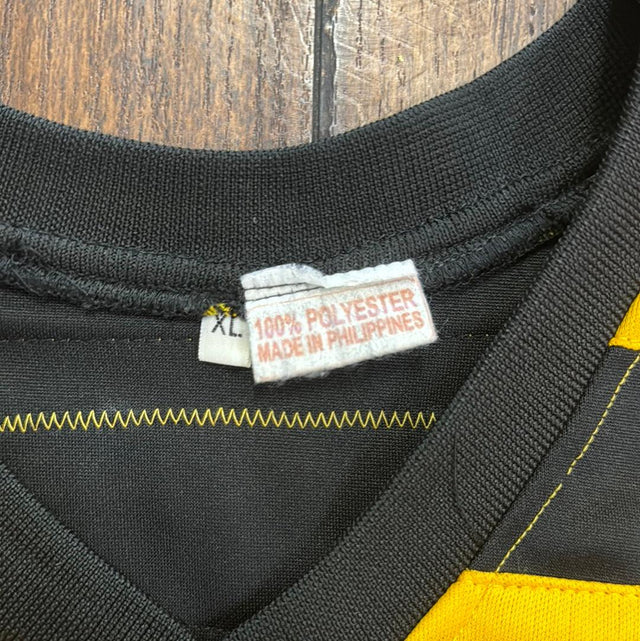 XL.
100% POLYESTER
MADE IN PHILIPPINES